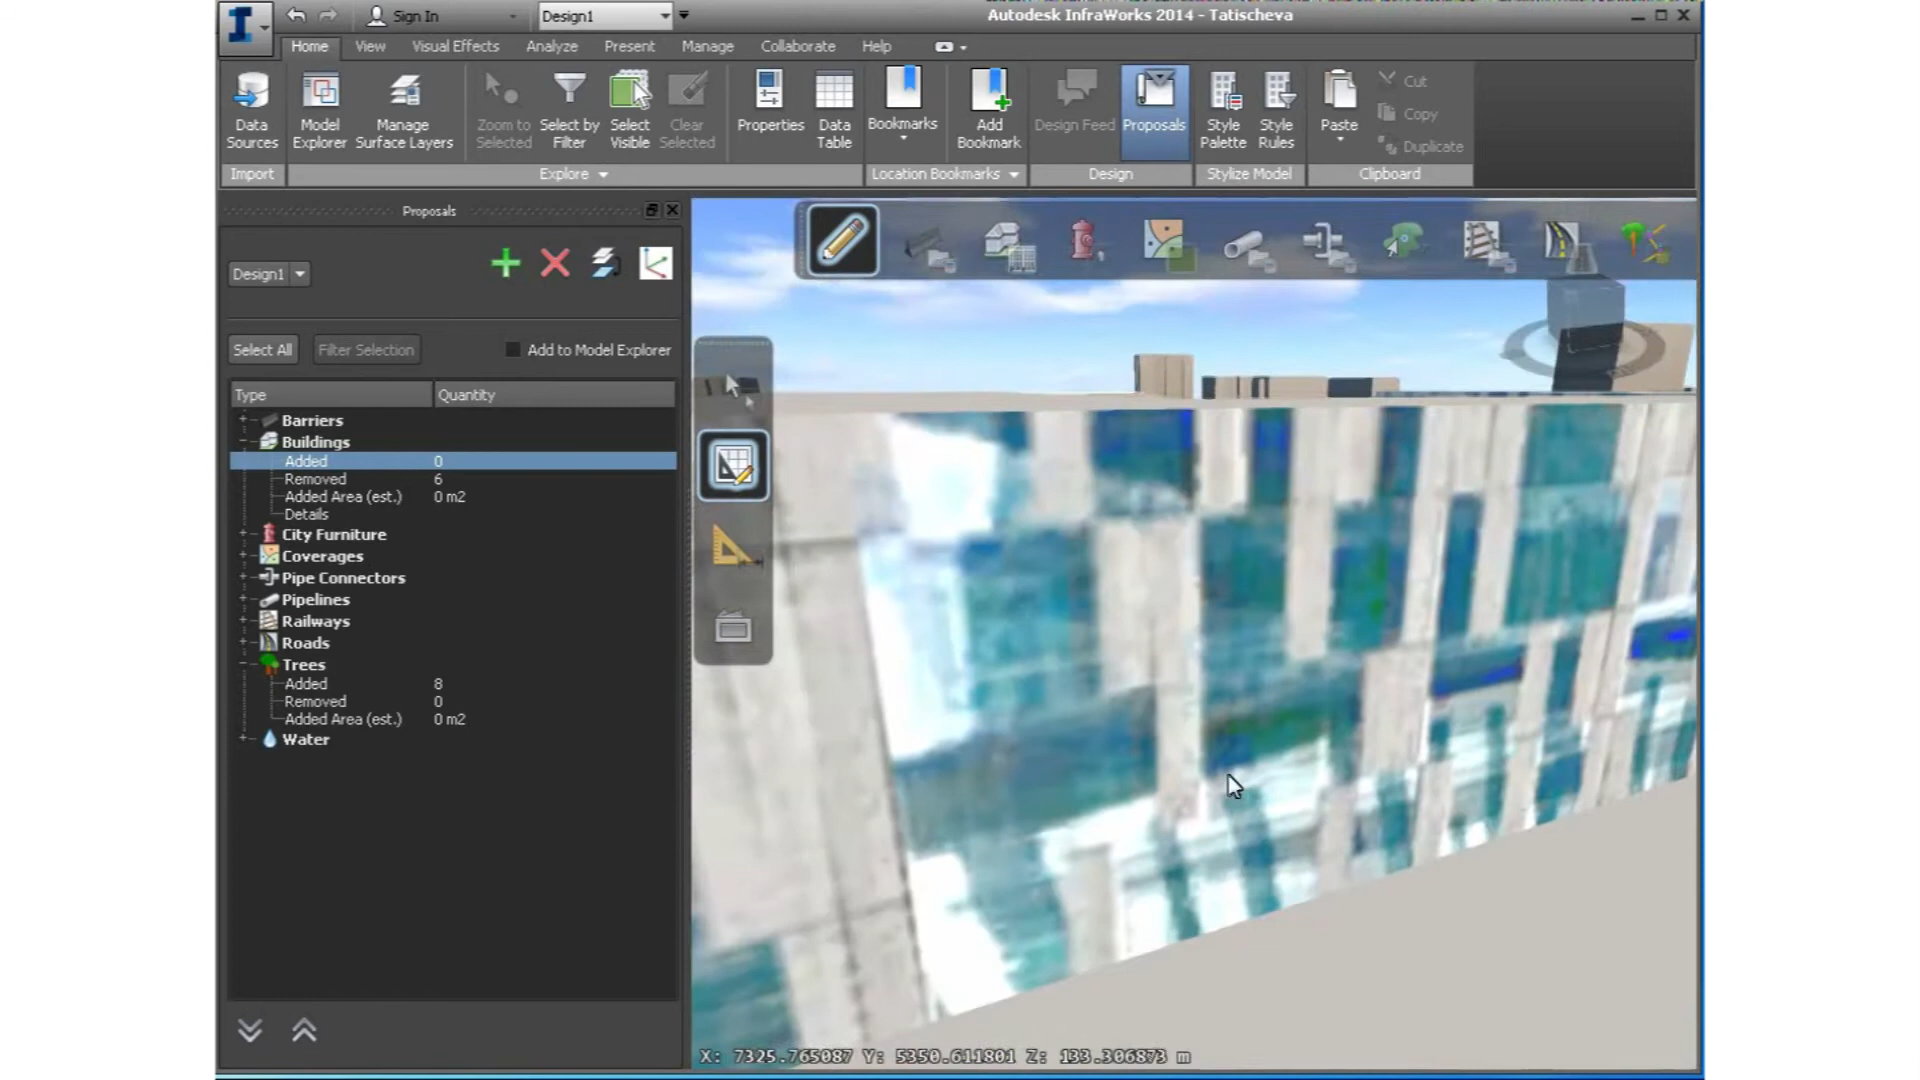 Sign In
Design1
Autodesk InfraWorks 2014 - Tatischeva
Home View Visual Effects Analyze Present Manage Collaborate Help
Data Sources
Model Explorer
Manage Surface Layers
Zoom to Selected
Select by Filter
Select Visible
Clear Selected
Properties
Data Table
Bookmarks
Add Bookmark
Design Feed
Proposals
Style Palette
Style Rules
Paste
Cut
Copy
Duplicate
Import Explore Location Bookmarks Design Stylize Model Clipboard
Proposals
Design1
Select All Filter Selection Add to Model Explorer
Type Quantity
Barriers
Buildings
Added 0
Removed 6
Added Area (est.) 0 m2
Details
City Furniture
Coverages
Pipe Connectors
Pipelines
Railways
Roads
Trees
Added 8
Removed 0
Added Area (est.) 0 m2
Water
X: 7325.765087 Y: 5350.611801 Z: 133.306873 m